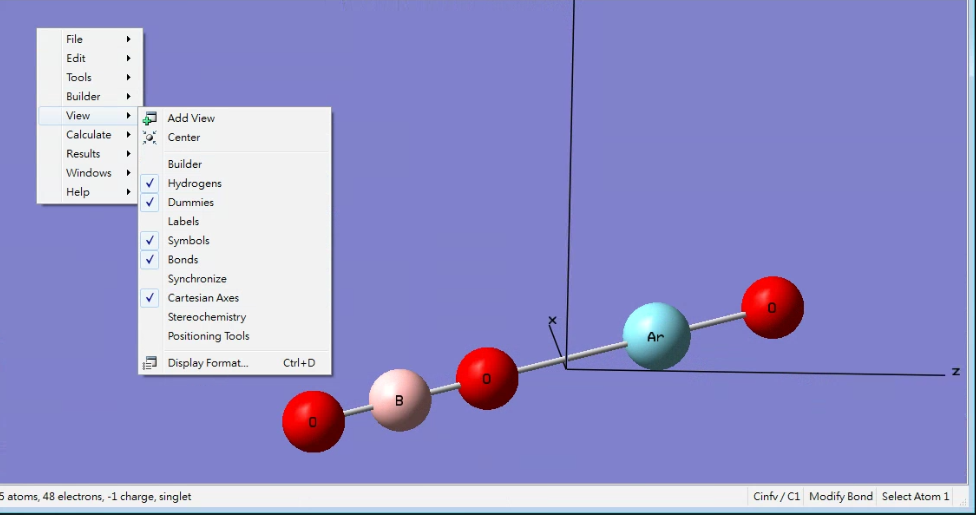 File
Edit
Tools
Builder
View
Calculate
Results
Windows
Help
Add View
Center
Builder
Hydrogens
Dummies
Labels
Symbols
Bonds
Synchronize
Cartesian Axes
Stereochemistry
Positioning Tools
Display Format... Ctrl+D
X
Z
O
Ar
O
B
O
5 atoms, 48 electrons, -1 charge, singlet
Cinfv / C1 Modify Bond Select Atom 1